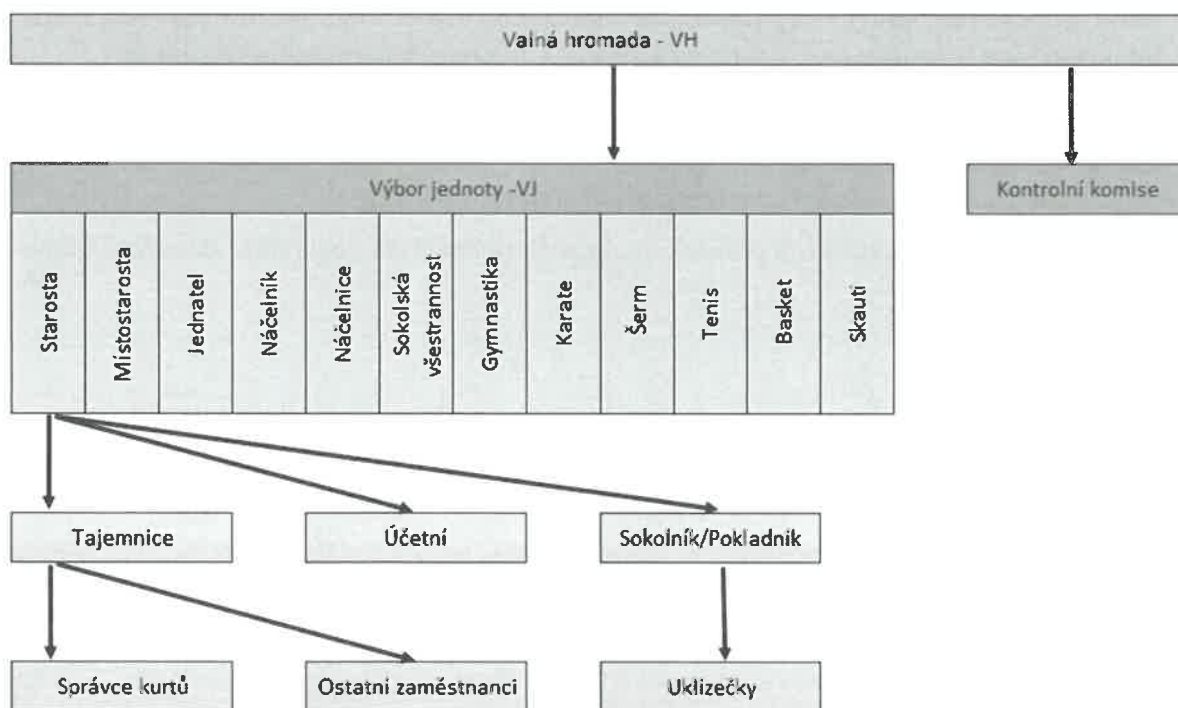 Valná hromada - VH
Výbor jednoty -VJ
Kontrolní komise
Starosta
Místostarosta
Jednatel
Náčelník
Náčelnice
Sokolská
všestrannost
Gymnastika
Karate
Šerm
Tenis
Basket
Skauti
Tajemnice
Účetní
Sokolník/Pokladník
Správce kurtů
Ostatní zaměstnanci
Uklizečky